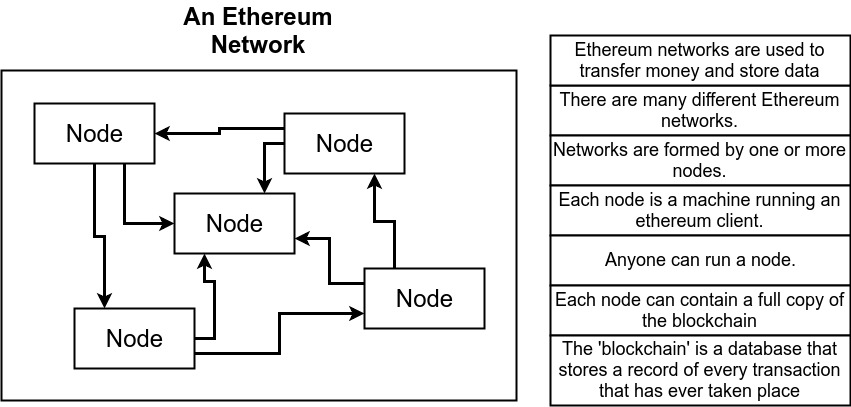 An Ethereum
Network
Node
Node
Node
Node
Node
Ethereum networks are used to
transfer money and store data
There are many different Ethereum
networks.
Networks are formed by one or more
nodes.
Each node is a machine running an
ethereum client.
Anyone can run a node.
Each node can contain a full copy of
the blockchain
The 'blockchain' is a database that
stores a record of every transaction
that has ever taken place